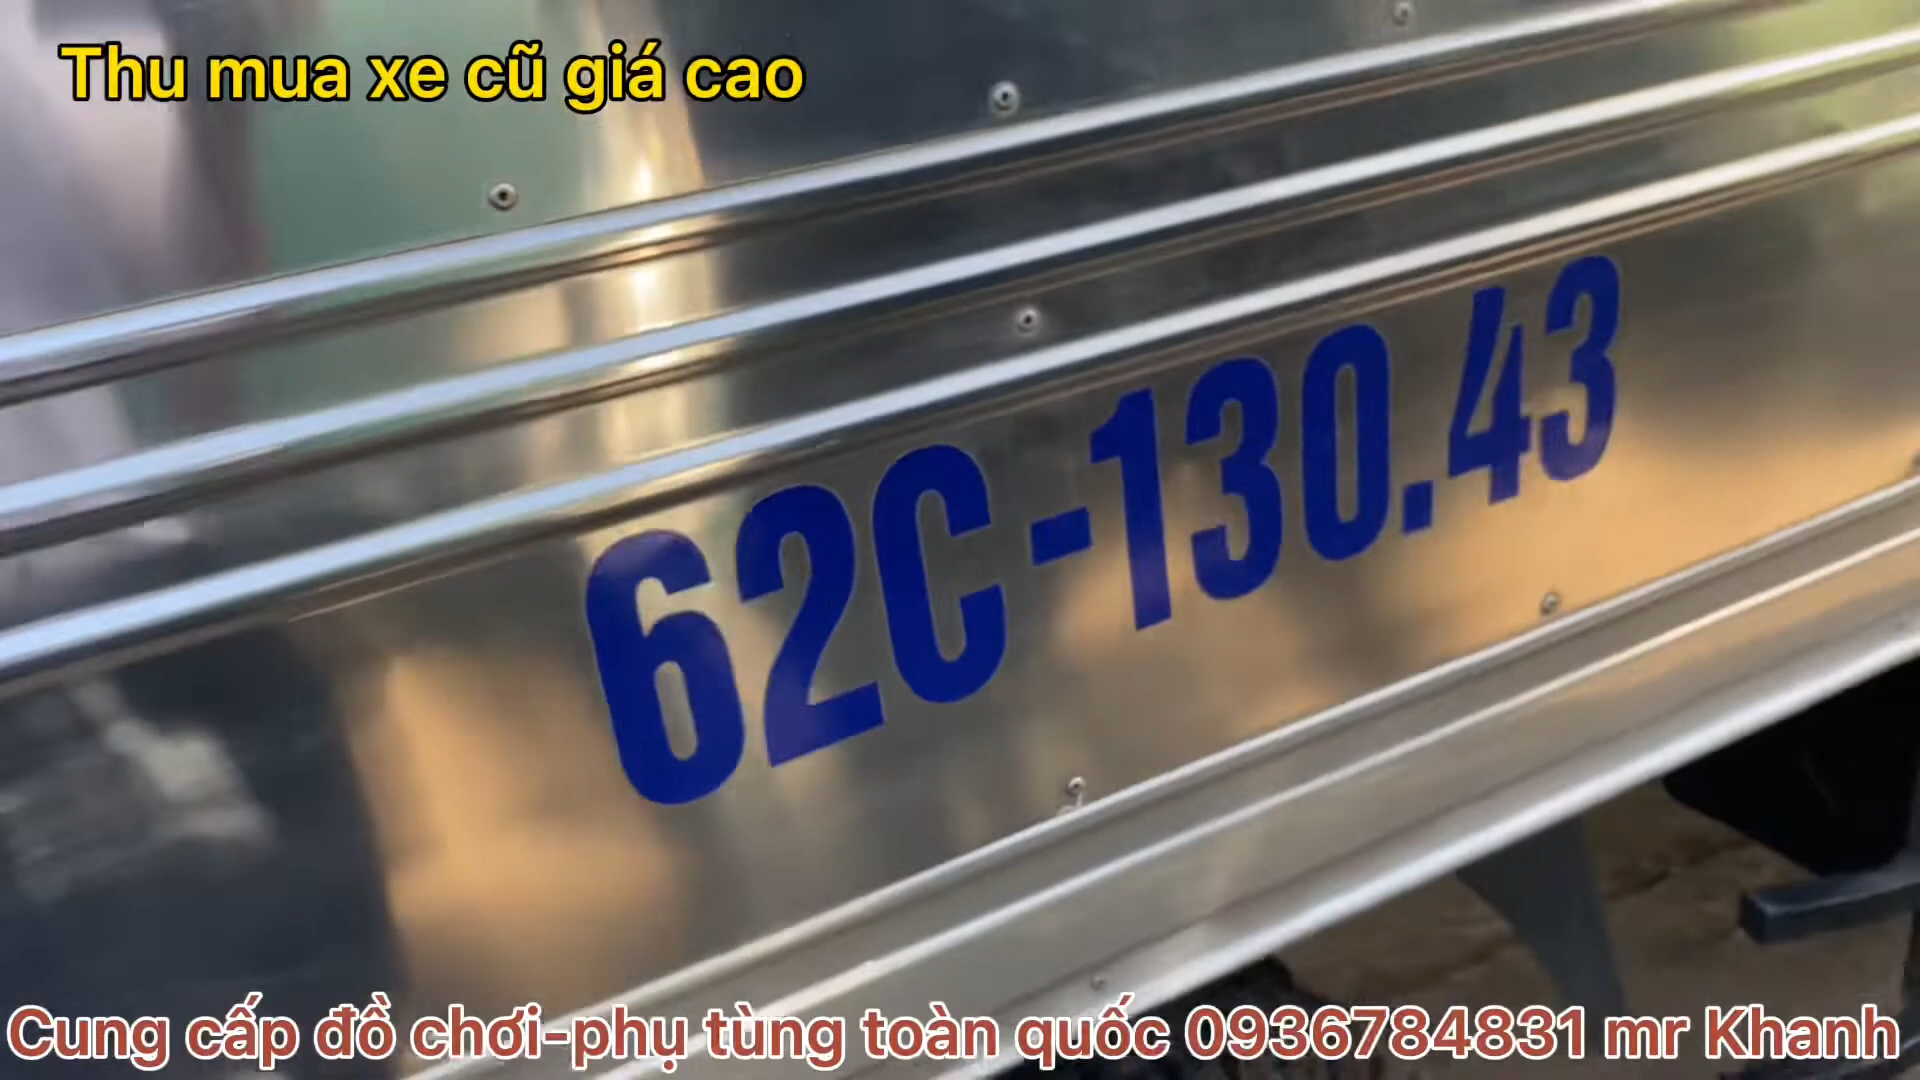 Thu mua xe cũ giá cao
62C-130.43
Cung cấp đồ chơi-phụ tùng toàn quốc 0936784831 mr Khanh